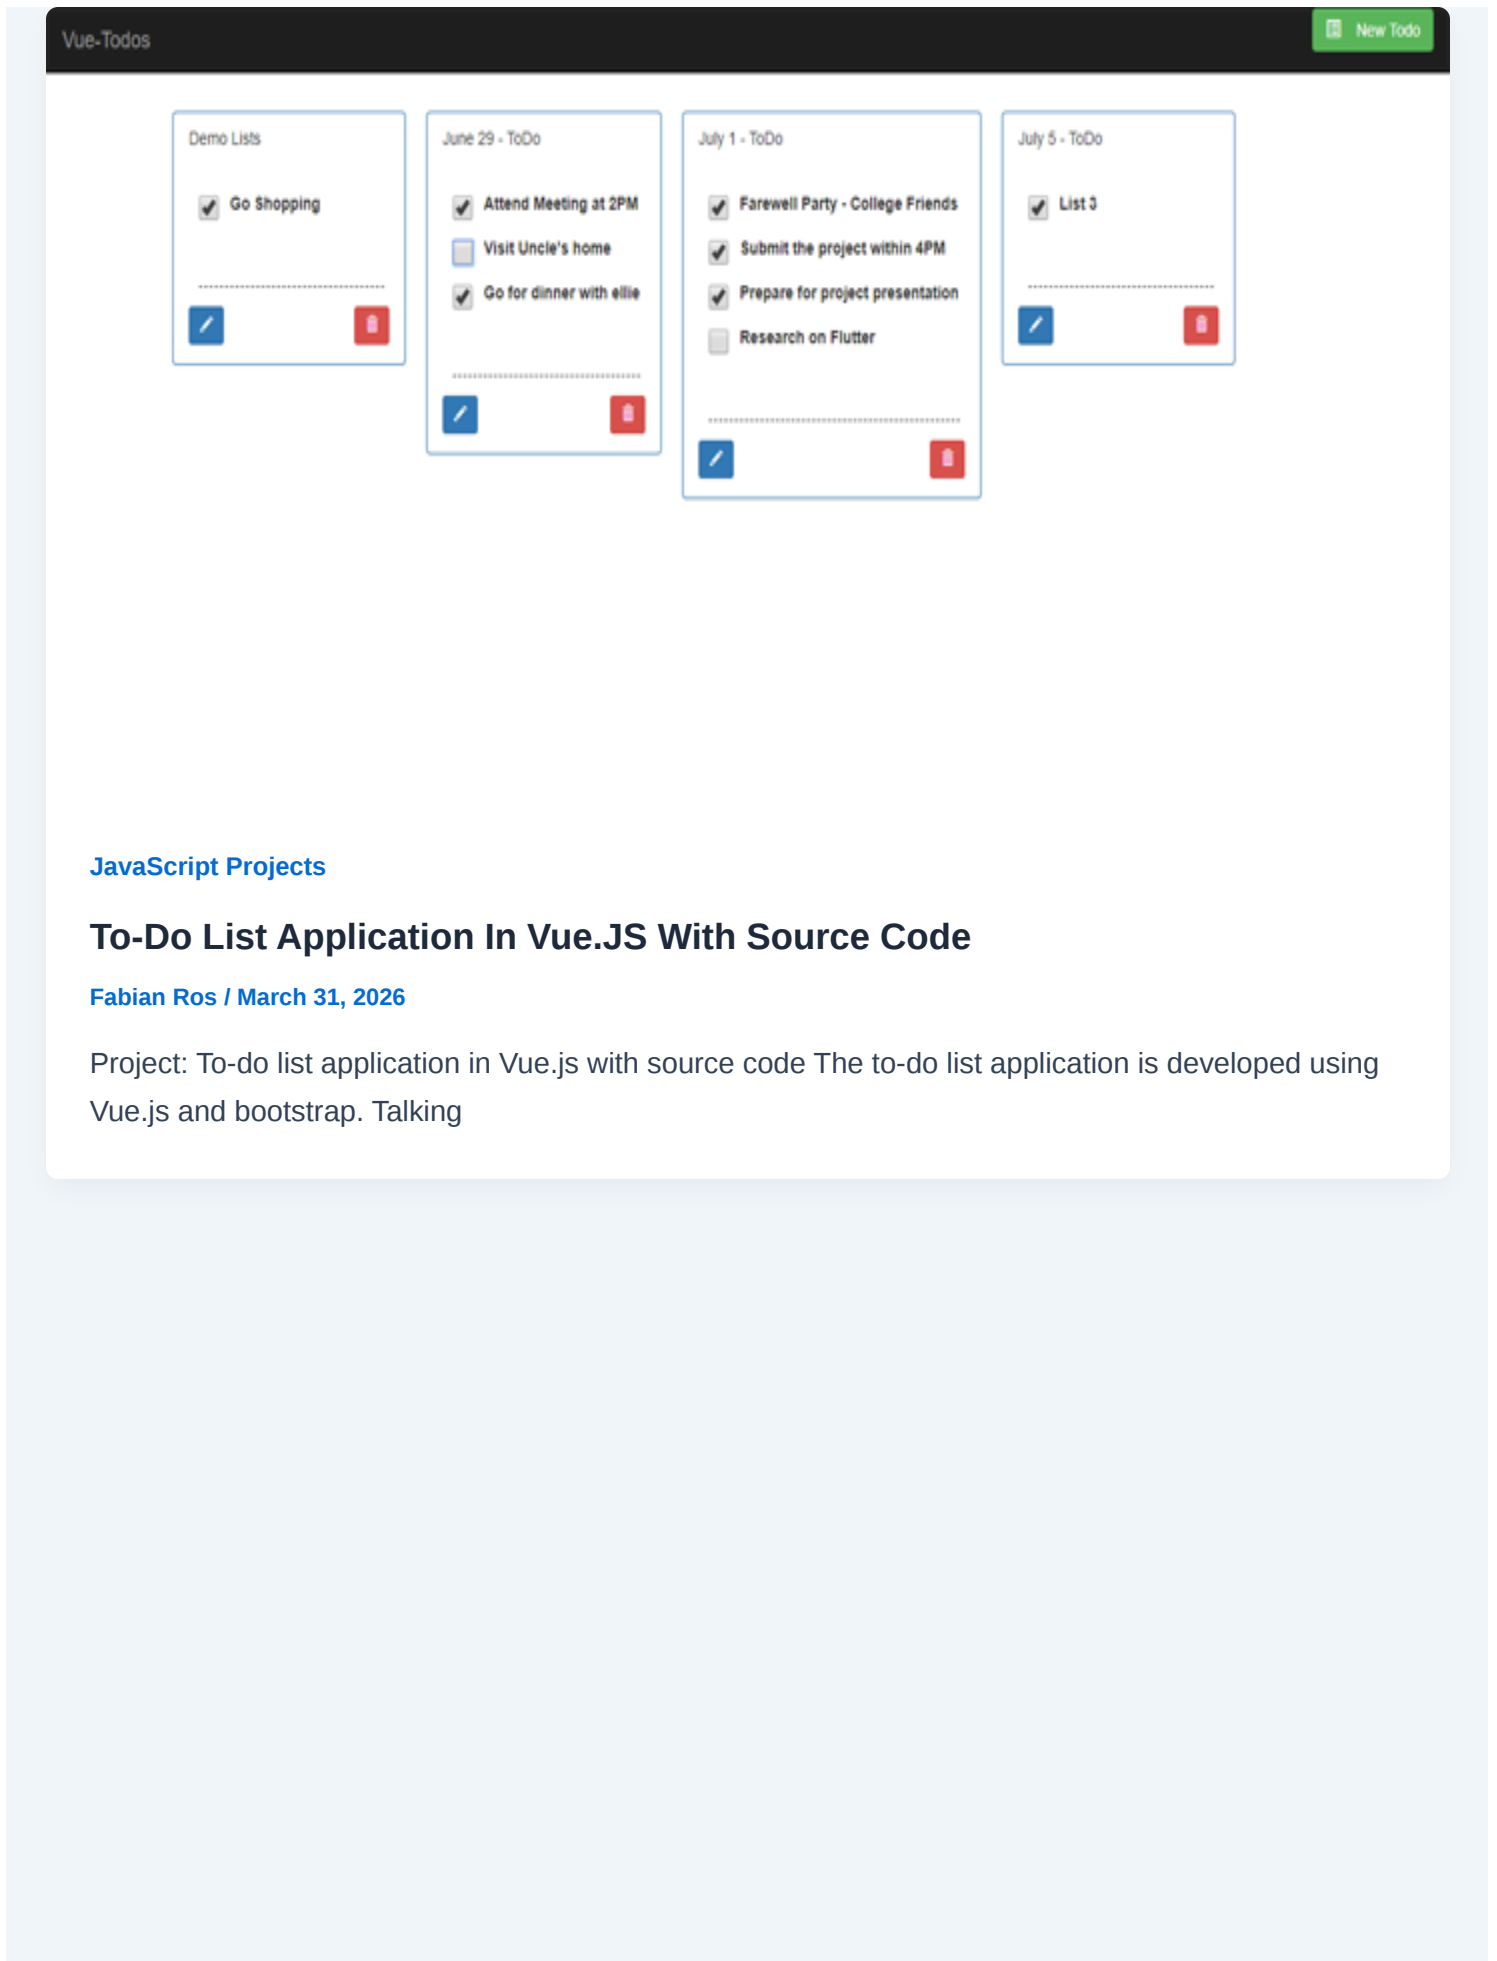 Vue-Todos
New Todo
Demo Lists
Go Shopping
June 29 - ToDo
Attend Meeting at 2PM
Visit Uncle's home
Go for dinner with ellie
July 1 - ToDo
Farewell Party - College Friends
Submit the project within 4PM
Prepare for project presentation
Research on Flutter
July 5 - ToDo
List 3
JavaScript Projects
To-Do List Application In Vue.JS With Source Code
Fabian Ros / March 31, 2026
Project: To-do list application in Vue.js with source code The to-do list application is developed using
Vue.js and bootstrap. Talking